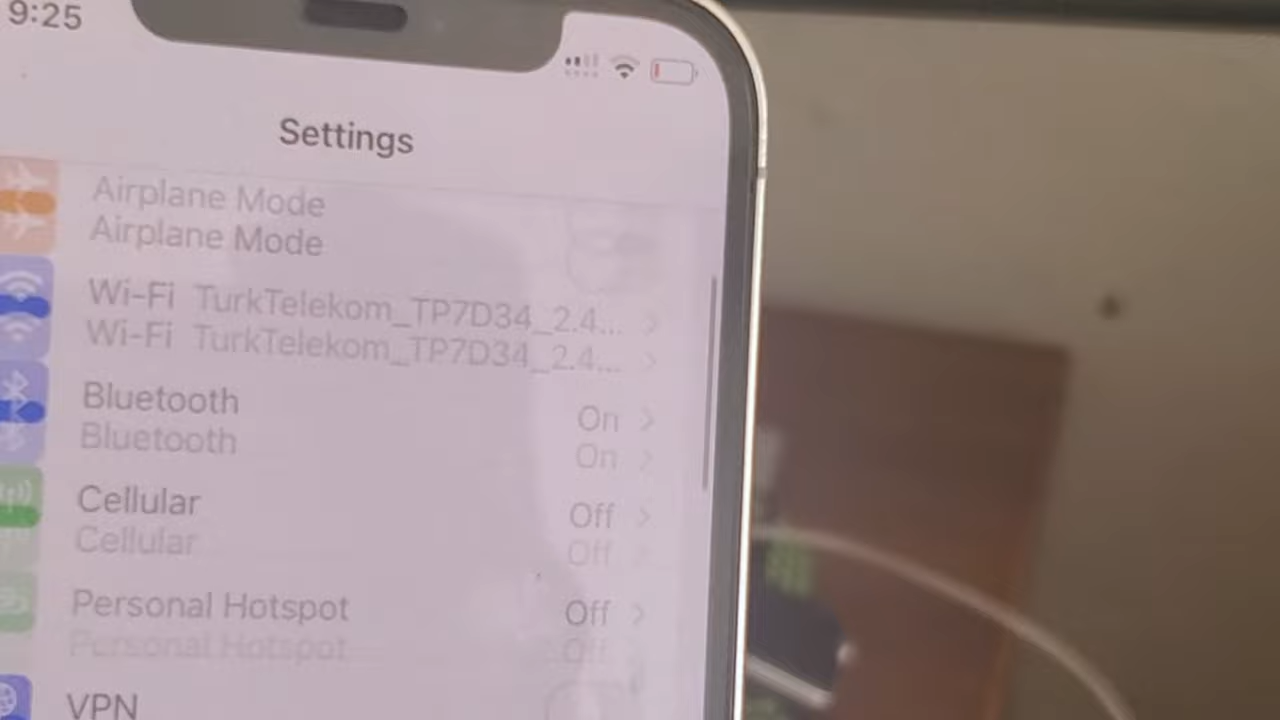 9:25
Settings
Airplane Mode
Airplane Mode
Wi-Fi TurkTelekom_TP7D34_2.4...
Wi-Fi TurkTelekom_TP7D34_2.4...
Bluetooth On
Bluetooth On
Cellular Off
Cellular Off
Personal Hotspot Off
Personal Hotspot Off
VPN